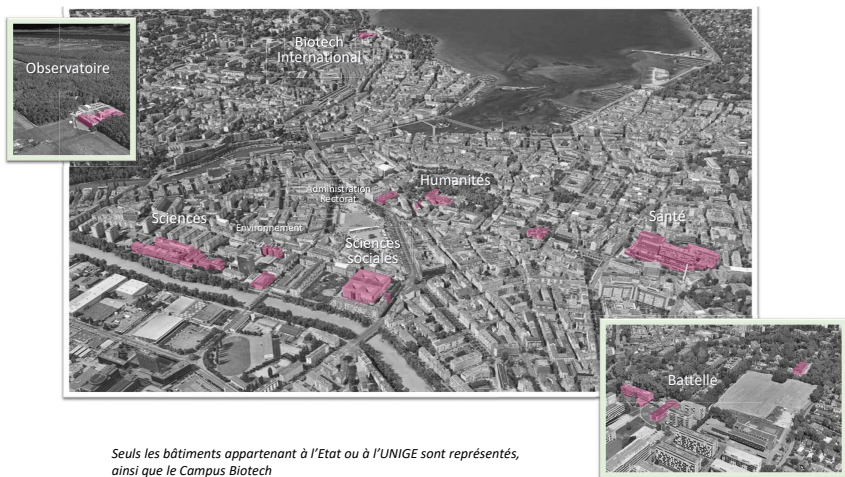 Observatoire
Biotech
International
Administration
Rectorat
Humanités
Sciences
Environnement
Sciences
sociales
Santé
Battelle
Seuls les bâtiments appartenant à l’Etat ou à l’UNIGE sont représentés,
ainsi que le Campus Biotech